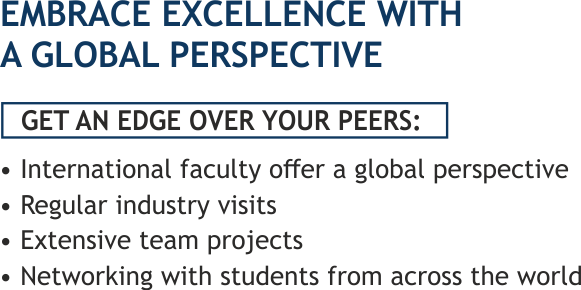 EMBRACE EXCELLENCE WITH
A GLOBAL PERSPECTIVE
GET AN EDGE OVER YOUR PEERS:
• International faculty offer a global perspective
• Regular industry visits
• Extensive team projects
• Networking with students from across the world